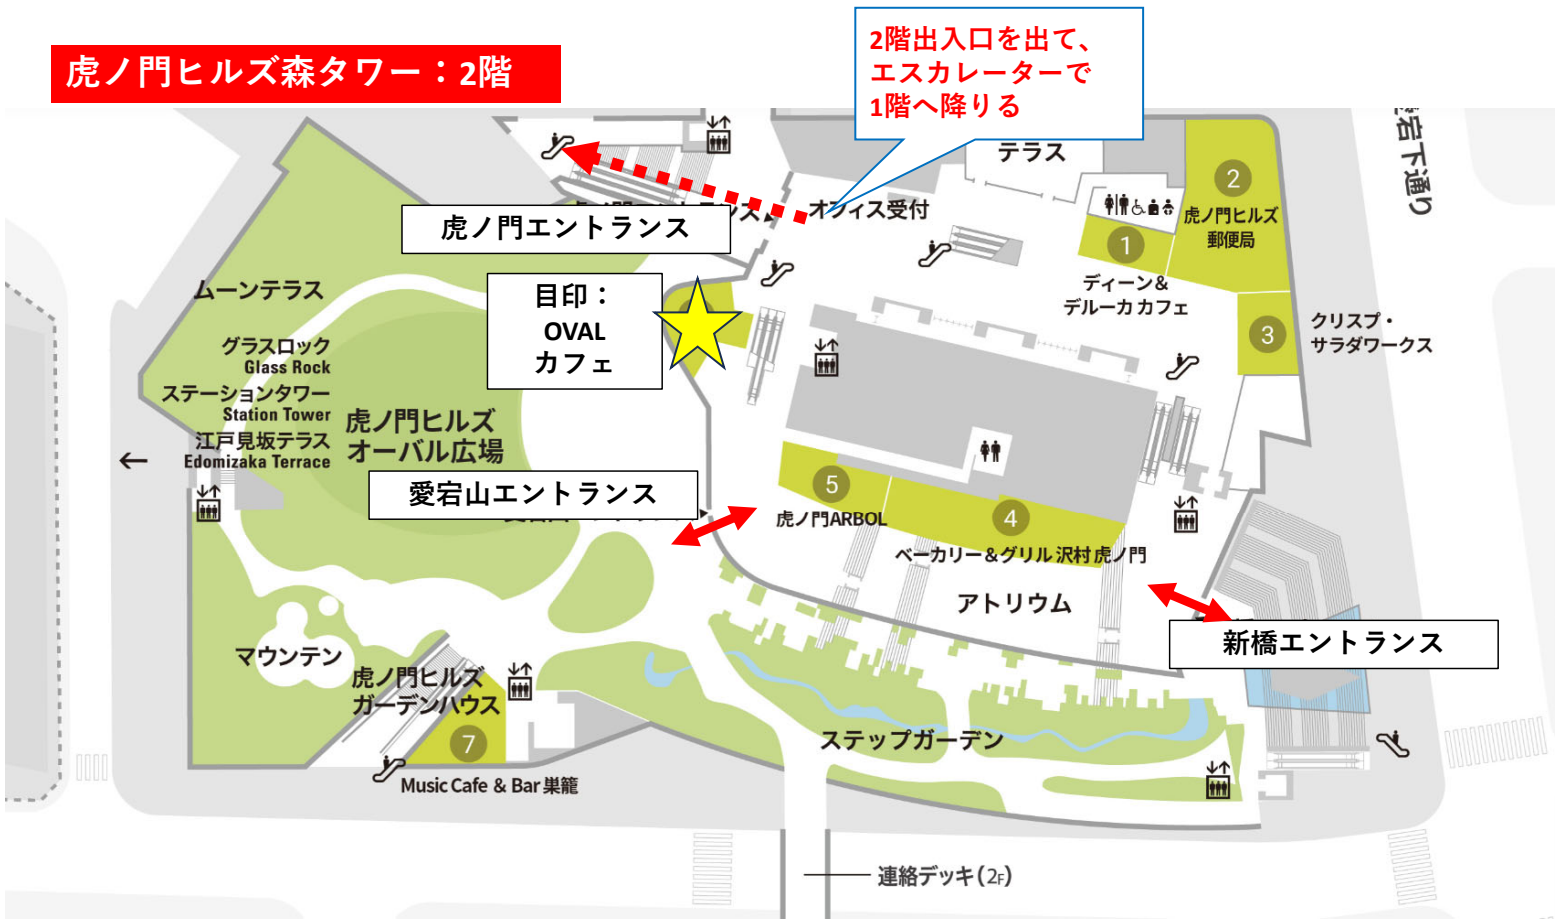 虎ノ門ヒルズ森タワー：2階
2階出入口を出て、
エスカレーターで
1階へ降りる
宕下通り
テラス
2
虎ノ門ヒルズ
郵便局
オフィス受付
虎ノ門エントランス
1
ディーン＆
デルーカ カフェ
ムーンテラス
目印：
OVAL
カフェ
3
クリスプ・
サラダワークス
グラスロック
Glass Rock
ステーションタワー
Station Tower
江戸見坂テラス
Edomizaka Terrace
←
虎ノ門ヒルズ
オーバル広場
愛宕山エントランス
5
虎ノ門ARBOL
4
ベーカリー＆グリル 沢村 虎ノ門
アトリウム
新橋エントランス
マウンテン
虎ノ門ヒルズ
ガーデンハウス
7
Music Cafe & Bar 巣籠
ステップガーデン
連絡デッキ（2F）